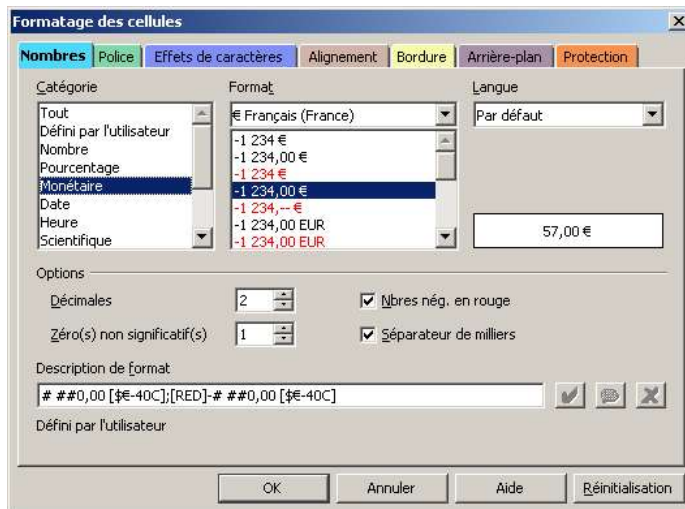 Formatage des cellules
Nombres Police Effets de caractères Alignement Bordure Arrière-plan Protection
Catégorie Format Langue
Tout
Défini par l'utilisateur
Nombre
Pourcentage
Monétaire
Date
Heure
Scientifique
€ Français (France)
-1 234 €
-1 234,00 €
-1 234 €
-1 234,00 €
-1 234,-- €
-1 234,00 EUR
-1 234,00 EUR
Par défaut
57,00 €
Options
Décimales 2 Nbres nég. en rouge
Zéro(s) non significatif(s) 1 Séparateur de milliers
Description de format
# ##0,00 [$€-40C];[RED]-# ##0,00 [$€-40C]
Défini par l'utilisateur
OK Annuler Aide Réinitialisation